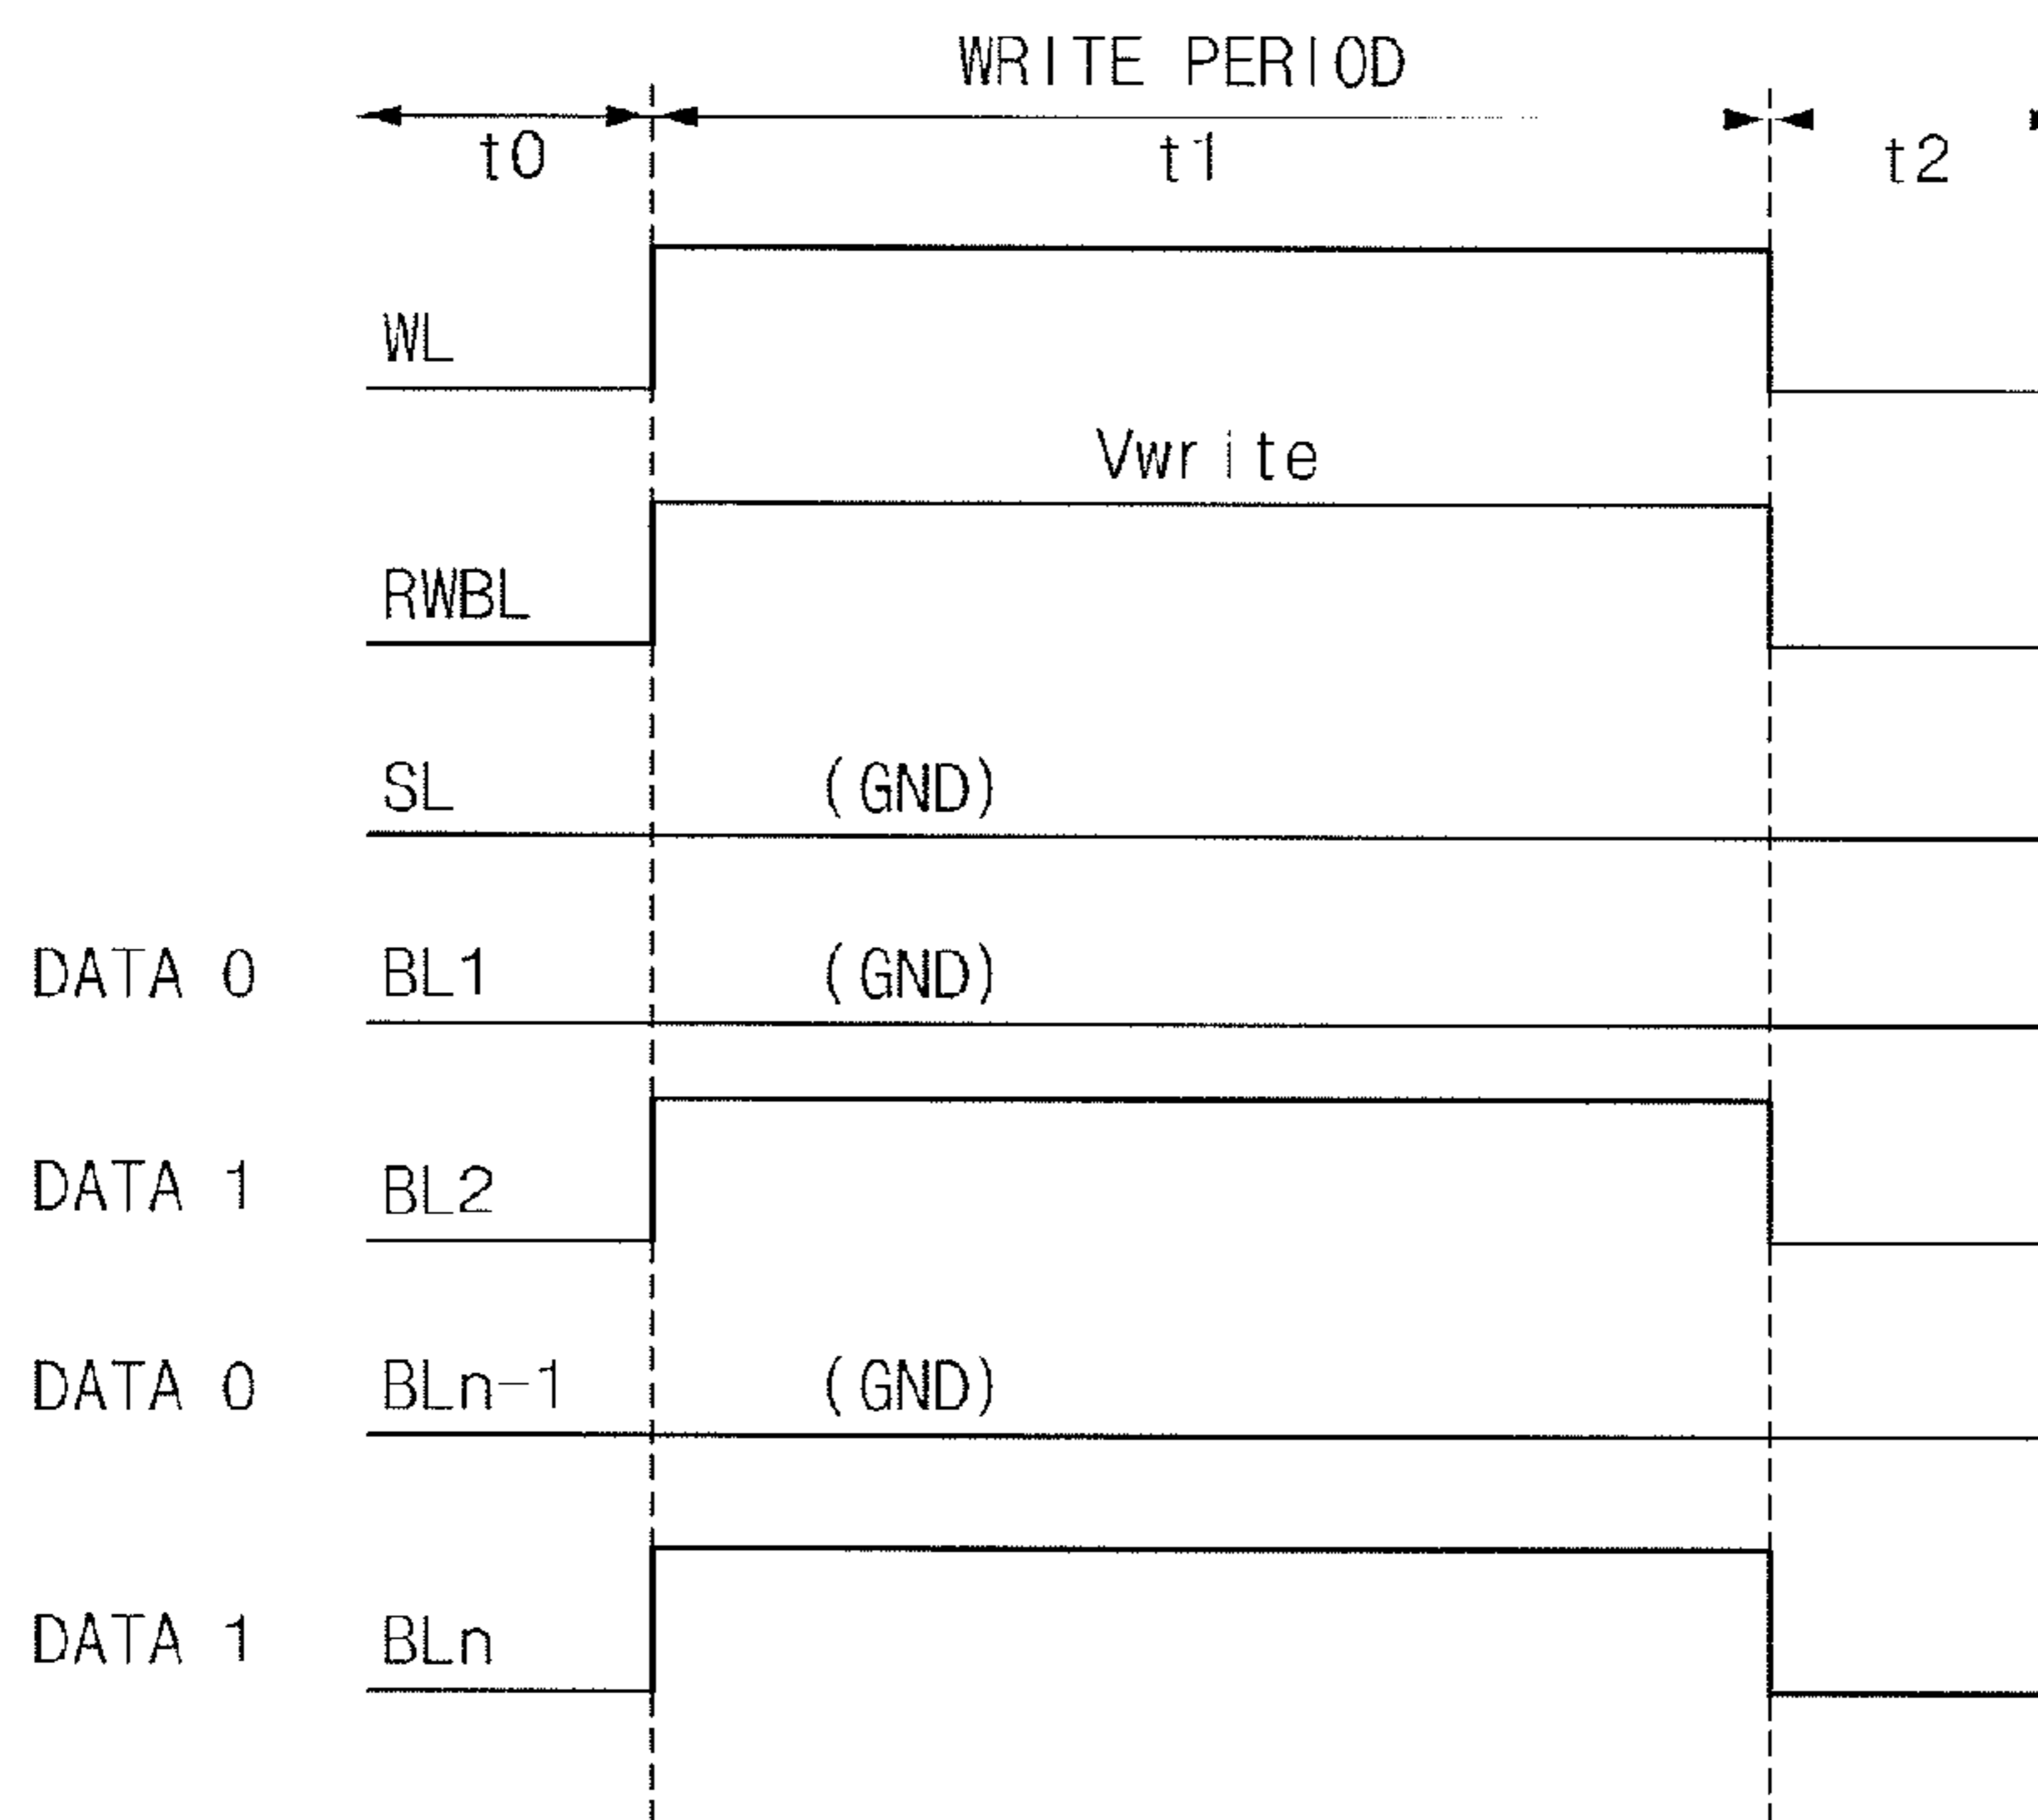 WRITE PERIOD
t0 t1 t2
WL
Vwrite
RWBL
SL (GND)
DATA 0 BL1 (GND)
DATA 1 BL2
DATA 0 BLn-1 (GND)
DATA 1 BLn